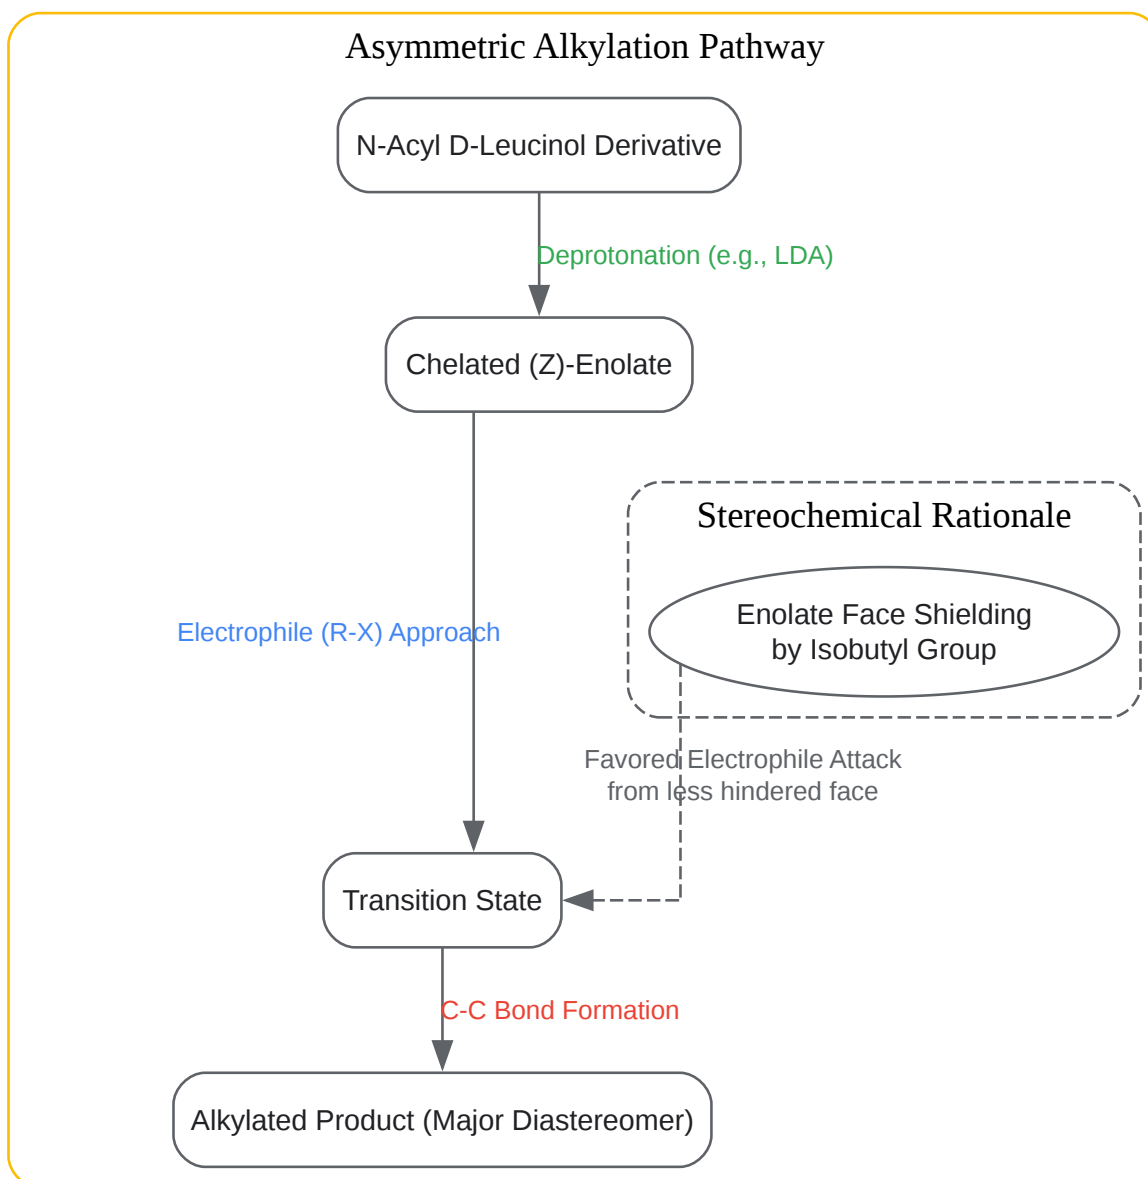 Asymmetric Alkylation Pathway
N-Acyl D-Leucinol Derivative
Deprotonation (e.g., LDA)
Chelated (Z)-Enolate
Stereochemical Rationale
Enolate Face Shielding
by Isobutyl Group
Electrophile (R-X) Approach
Favored Electrophile Attack
from less hindered face
Transition State
C-C Bond Formation
Alkylated Product (Major Diastereomer)